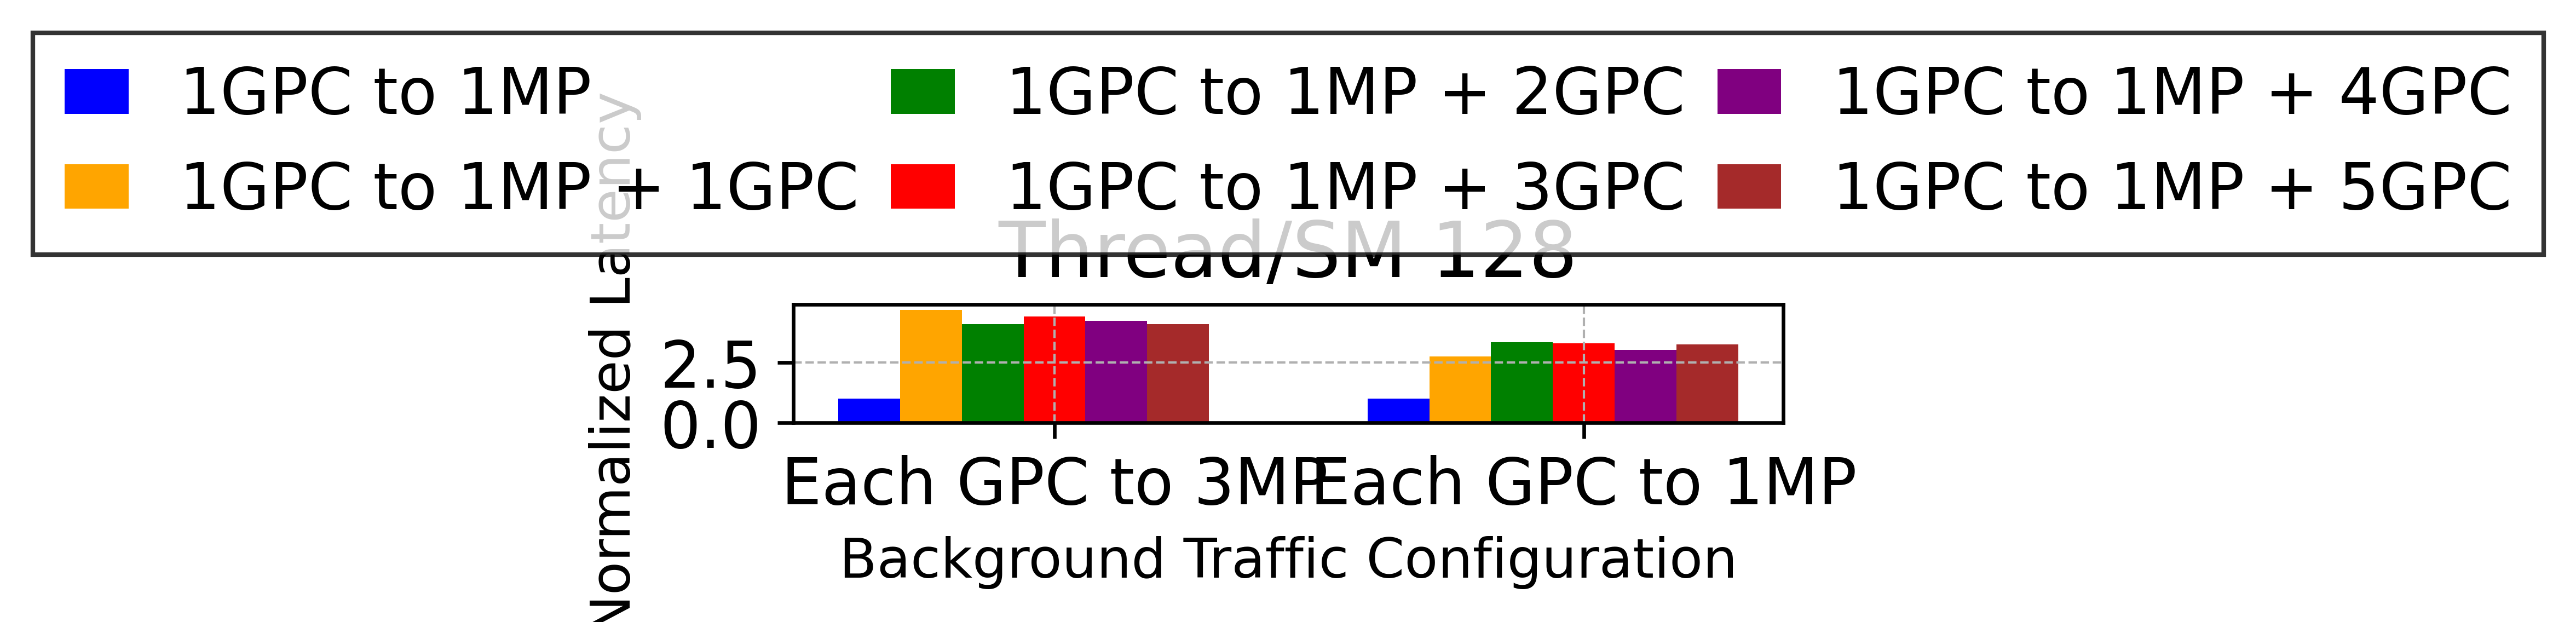 1GPC to 1MP
1GPC to 1MP + 1GPC
1GPC to 1MP + 2GPC
1GPC to 1MP + 3GPC
1GPC to 1MP + 4GPC
1GPC to 1MP + 5GPC
Thread/SM 128
Normalized Latency
2.5
0.0
Each GPC to 3MP
Each GPC to 1MP
Background Traffic Configuration